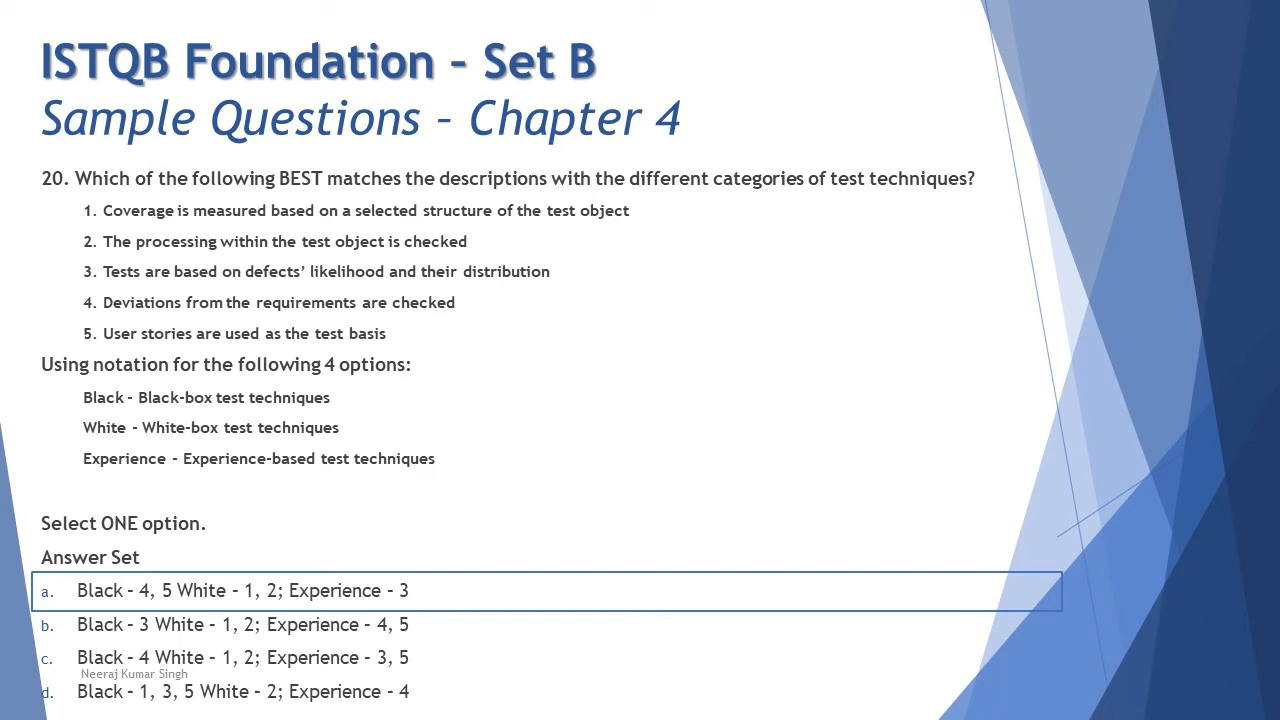 ISTQB Foundation – Set B
Sample Questions – Chapter 4
20. Which of the following BEST matches the descriptions with the different categories of test techniques?
1. Coverage is measured based on a selected structure of the test object
2. The processing within the test object is checked
3. Tests are based on defects’ likelihood and their distribution
4. Deviations from the requirements are checked
5. User stories are used as the test basis
Using notation for the following 4 options:
Black – Black-box test techniques
White – White-box test techniques
Experience – Experience-based test techniques
Select ONE option.
Answer Set
a. Black – 4, 5 White – 1, 2; Experience – 3
b. Black – 3 White – 1, 2; Experience – 4, 5
c. Black – 4 White – 1, 2; Experience – 3, 5
Neeraj Kumar Singh
d. Black – 1, 3, 5 White – 2; Experience – 4